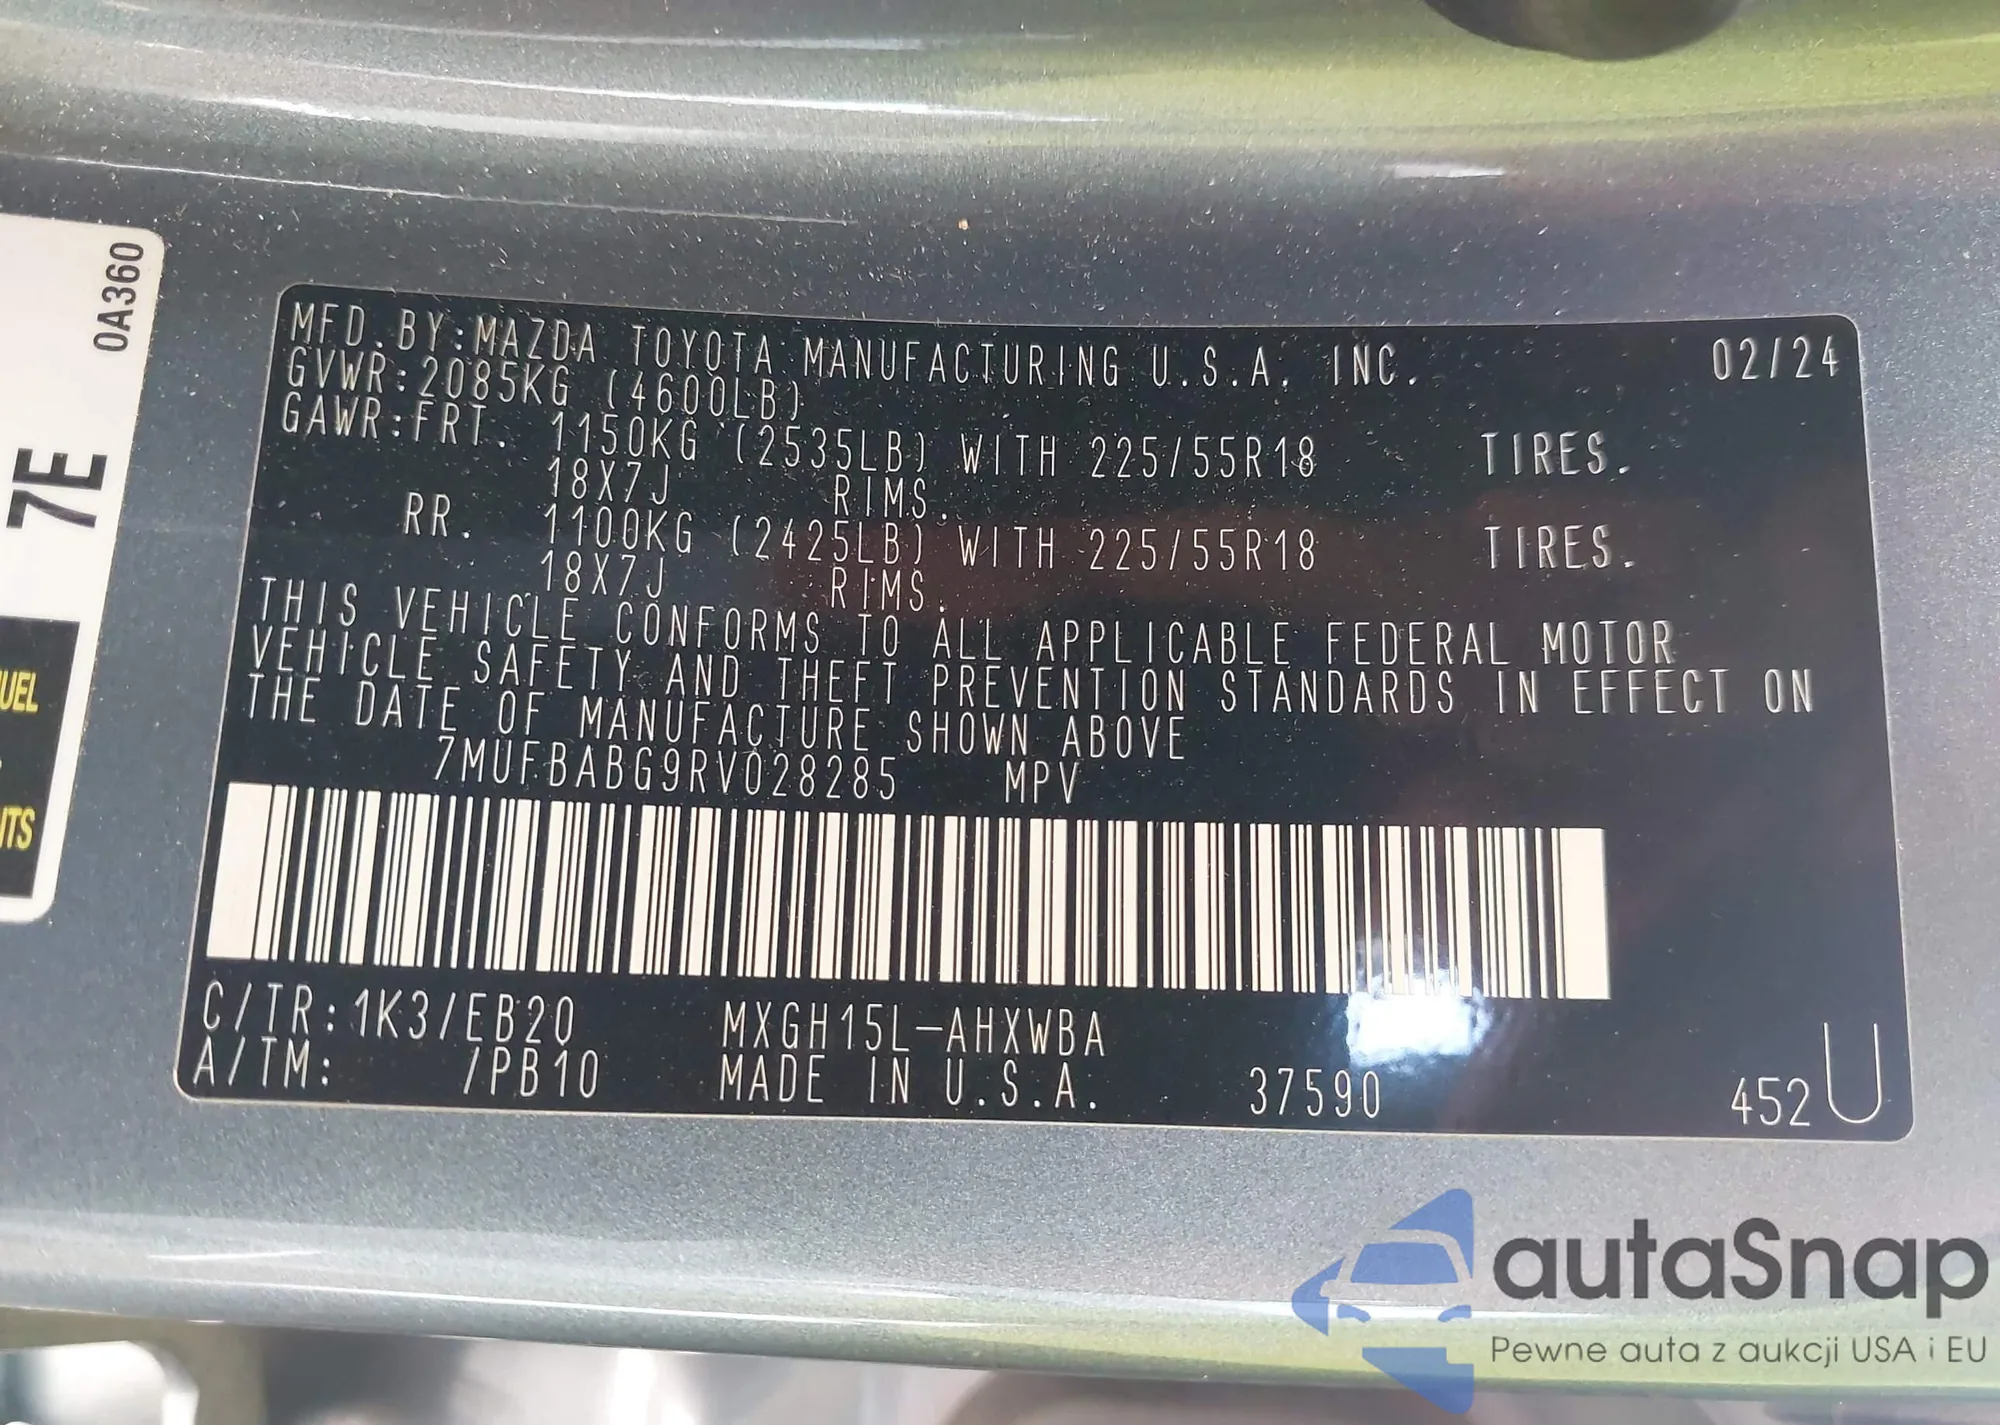 0A360
7E
UEL
ITS
MFD.BY:MAZDA TOYOTA MANUFACTURING U.S.A. INC. 02/24
GVWR:2085KG (4600LB)
GAWR:FRT. 1150KG (2535LB) WITH 225/55R18 TIRES.
18X7J RIMS.
RR. 1100KG (2425LB) WITH 225/55R18 TIRES.
18X7J RIMS.
THIS VEHICLE CONFORMS TO ALL APPLICABLE FEDERAL MOTOR
VEHICLE SAFETY AND THEFT PREVENTION STANDARDS IN EFFECT ON
THE DATE OF MANUFACTURE SHOWN ABOVE
7MUFBABG9RV028285 MPV
C/TR:1K3/EB20 MXGH15L-AHXWBA
A/TM: /PB10 MADE IN U.S.A. 37590 452U
autaSnap
Pewne auta z aukcji USA i EU